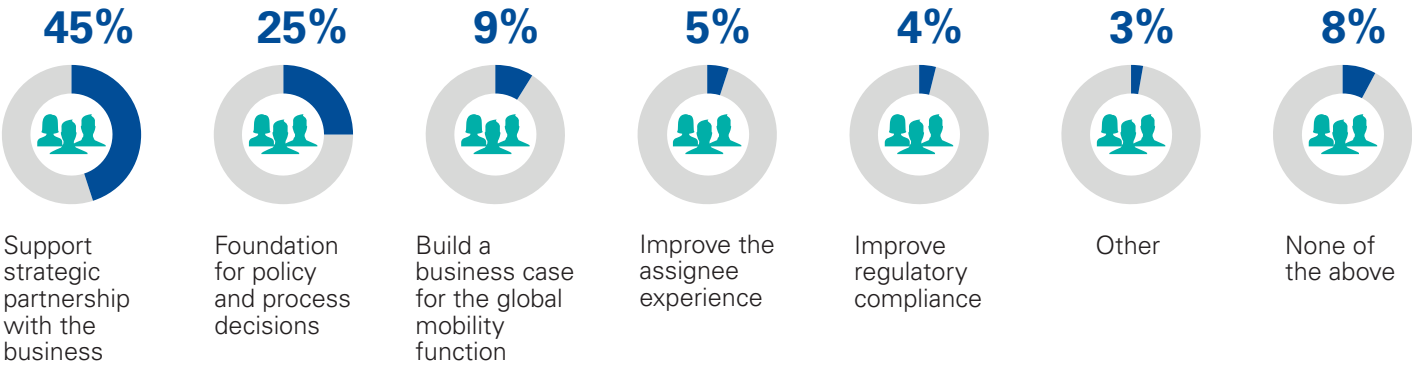 45%
25%
9%
5%
4%
3%
8%
Support
strategic
partnership
with the
business
Foundation
for policy
and process
decisions
Build a
business case
for the global
mobility
function
Improve the
assignee
experience
Improve
regulatory
compliance
Other
None of
the above